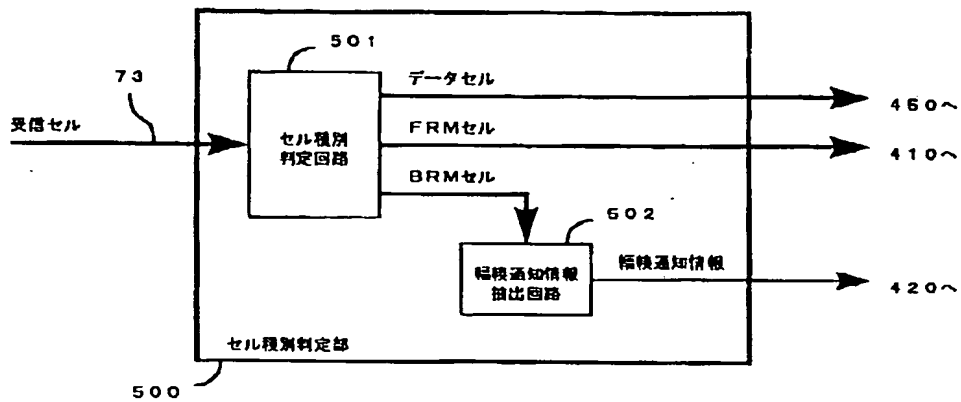 501
73
データセル
450へ
受信セル
FRMセル
セル種別
判定回路
410へ
BRMセル
502
輻輳通知情報
輻輳通知情報
抽出回路
420へ
セル種別判定部
500